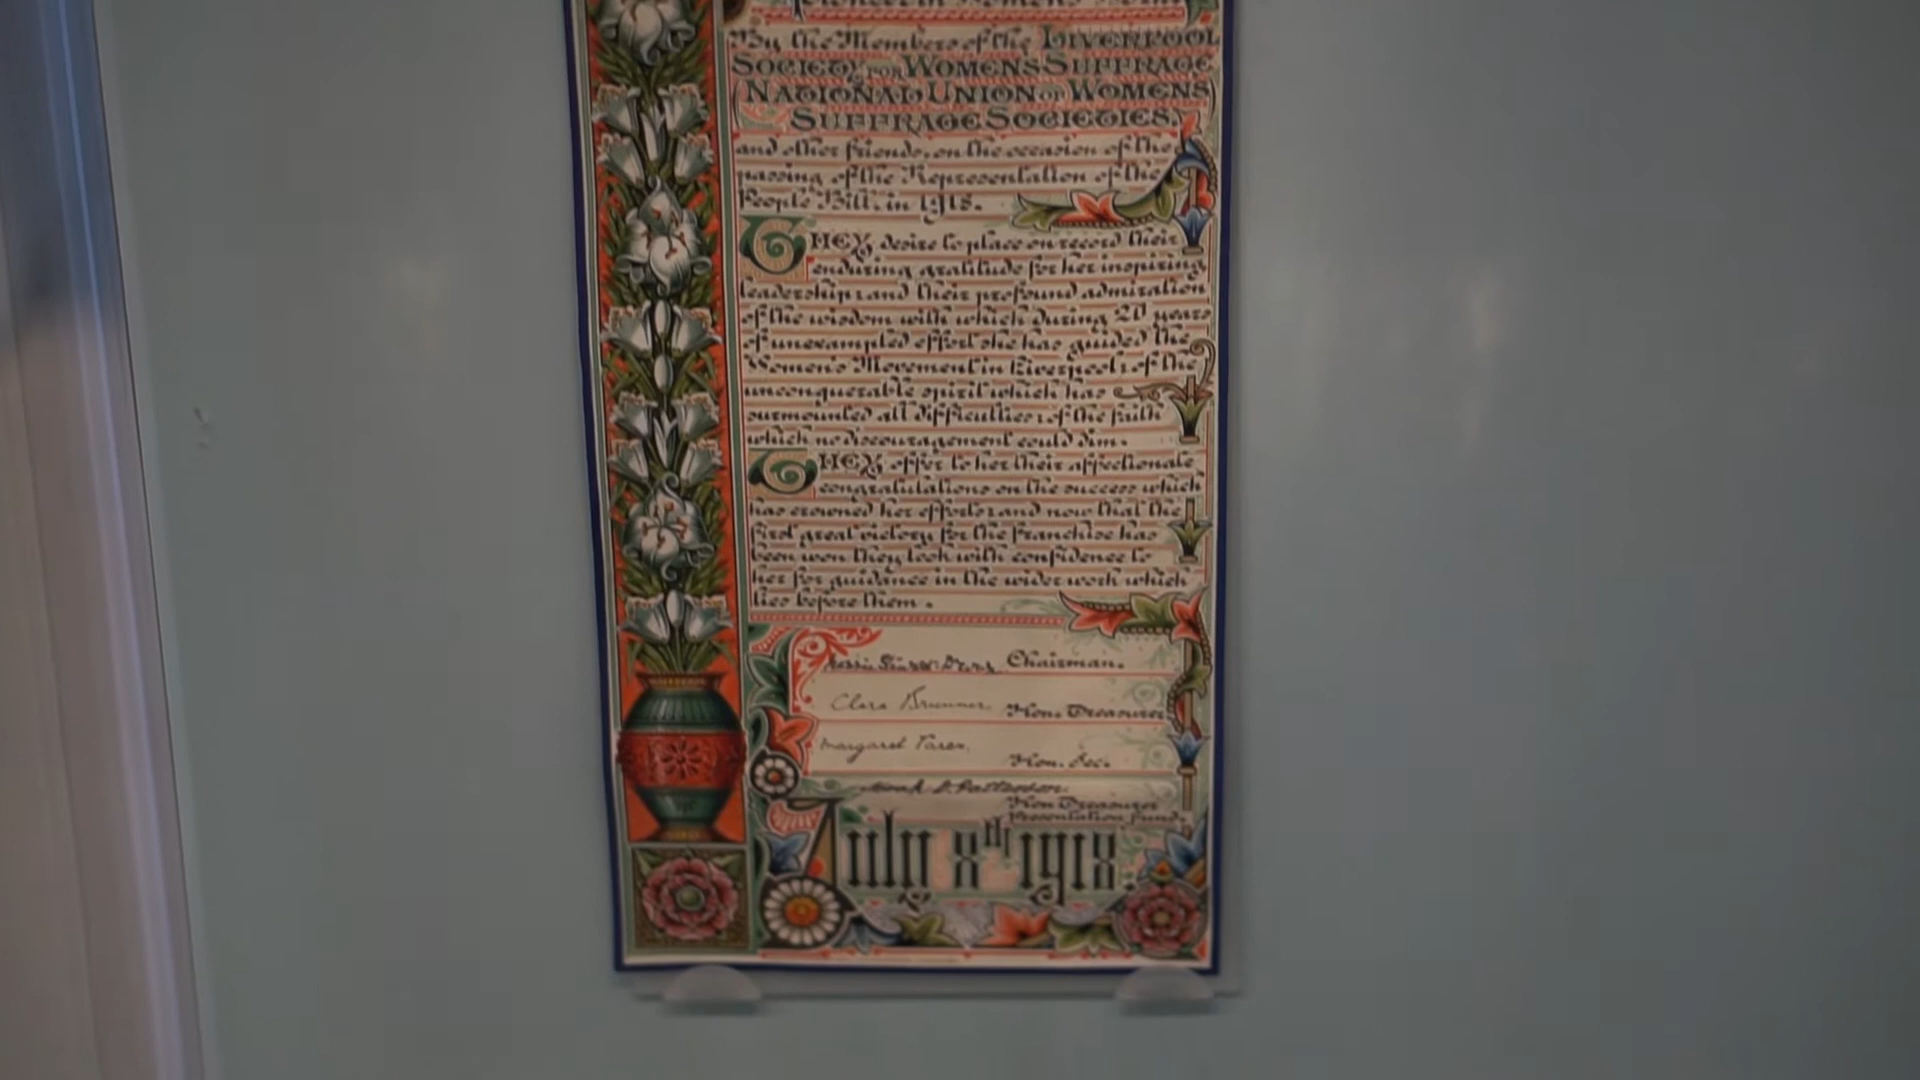 Pioneer in Women's Work
By the Members of the LIVERPOOL
SOCIETY FOR WOMENS SUFFRAGE
(NATIONAL UNION OF WOMENS
SUFFRAGE SOCIETIES)
and other friends, on the occasion of the
passing of the Representation of the
People Bill, in 1918.
THEY desire to place on record their
enduring gratitude for her inspiring
leadership: and their profound admiration
of the wisdom with which during 20 years
of unexampled effort she has guided the
Women's Movement in Liverpool: of the
unconquerable spirit which has
surmounted all difficulties: of the faith
which no discouragement could dim.
THEY offer to her their affectionate
congratulations on the success which
has crowned her efforts: and now that the
first great victory for the franchise has
been won they look with confidence to
her for guidance in the wider work which
lies before them.
Chairman.
Clara Brunner Hon. Treasurer
Margaret Hon. Sec.
Hon Treasurer
Presentation Fund.
July 8th 1918.